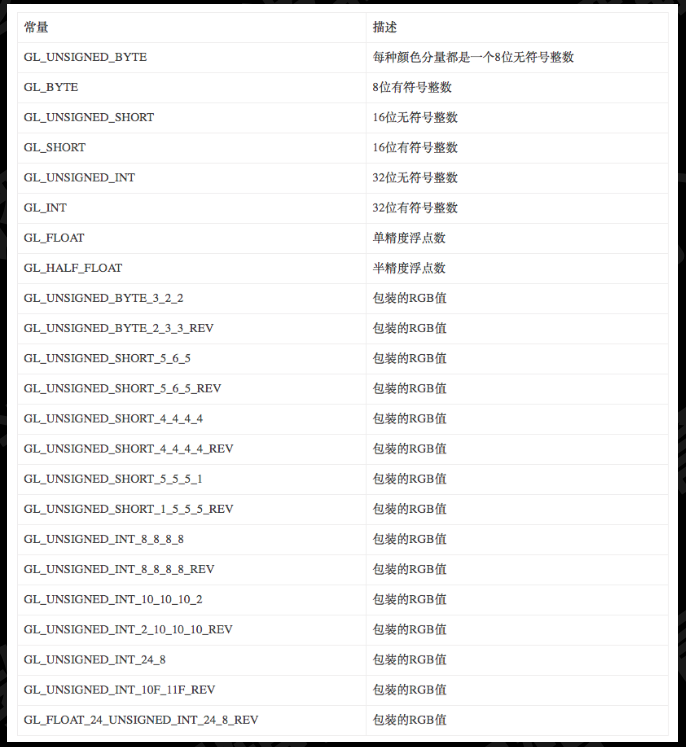 常量 描述
GL_UNSIGNED_BYTE 每种颜色分量都是一个8位无符号整数
GL_BYTE 8位有符号整数
GL_UNSIGNED_SHORT 16位无符号整数
GL_SHORT 16位有符号整数
GL_UNSIGNED_INT 32位无符号整数
GL_INT 32位有符号整数
GL_FLOAT 单精度浮点数
GL_HALF_FLOAT 半精度浮点数
GL_UNSIGNED_BYTE_3_2_2 包装的RGB值
GL_UNSIGNED_BYTE_2_3_3_REV 包装的RGB值
GL_UNSIGNED_SHORT_5_6_5 包装的RGB值
GL_UNSIGNED_SHORT_5_6_5_REV 包装的RGB值
GL_UNSIGNED_SHORT_4_4_4_4 包装的RGB值
GL_UNSIGNED_SHORT_4_4_4_4_REV 包装的RGB值
GL_UNSIGNED_SHORT_5_5_5_1 包装的RGB值
GL_UNSIGNED_SHORT_1_5_5_5_REV 包装的RGB值
GL_UNSIGNED_INT_8_8_8_8 包装的RGB值
GL_UNSIGNED_INT_8_8_8_8_REV 包装的RGB值
GL_UNSIGNED_INT_10_10_10_2 包装的RGB值
GL_UNSIGNED_INT_2_10_10_10_REV 包装的RGB值
GL_UNSIGNED_INT_24_8 包装的RGB值
GL_UNSIGNED_INT_10F_11F_REV 包装的RGB值
GL_FLOAT_24_UNSIGNED_INT_24_8_REV 包装的RGB值